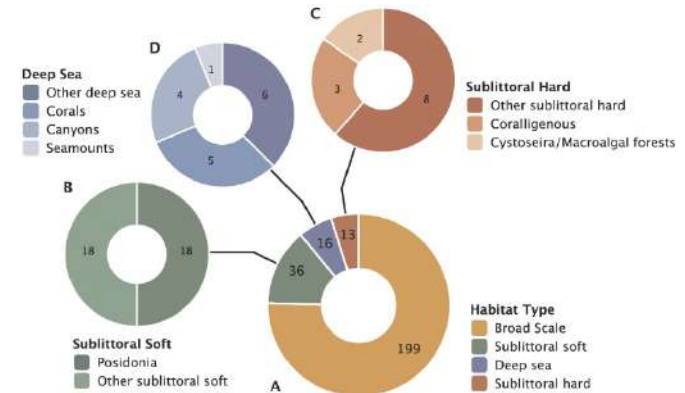 C
D
2
1
Deep Sea
Other deep sea
Corals
Canyons
Seamounts
4
6
5
3
8
Sublittoral Hard
Other sublittoral hard
Coralligenous
Cystoseira/Macroalgal forests
B
18
18
16
13
36
199
Sublittoral Soft
Posidonia
Other sublittoral soft
A
Habitat Type
Broad Scale
Sublittoral soft
Deep sea
Sublittoral hard